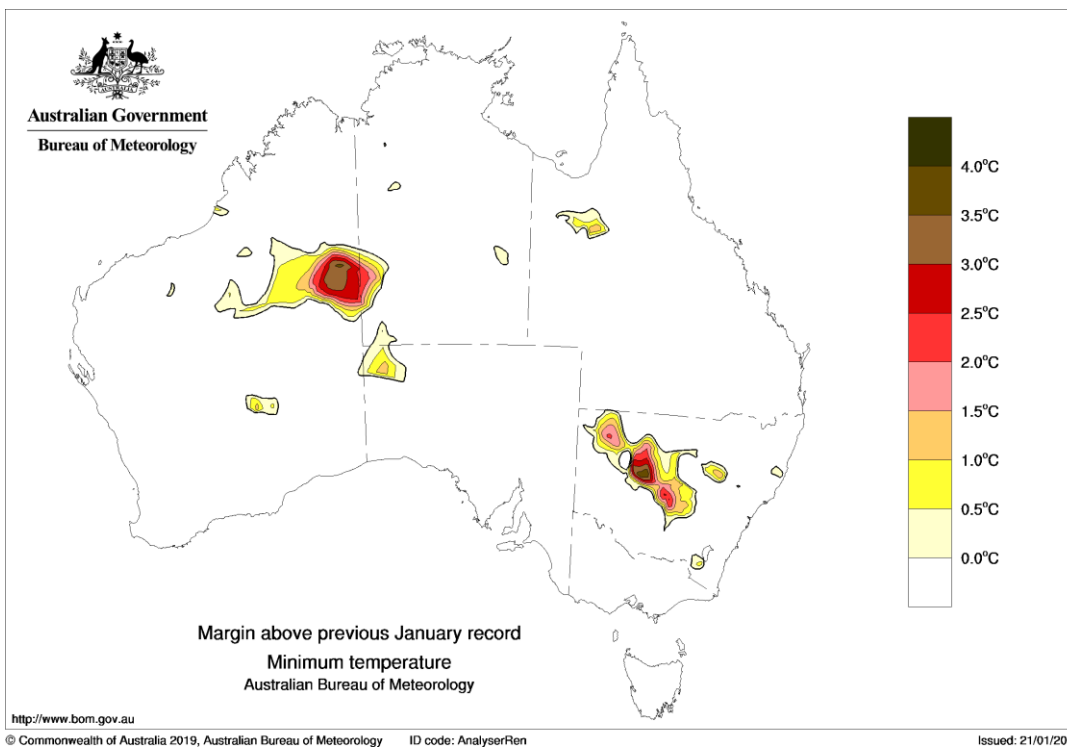 AUSTRALIA
Australian Government
Bureau of Meteorology
4.0°C
3.5°C
3.0°C
2.5°C
2.0°C
1.5°C
1.0°C
0.5°C
0.0°C
Margin above previous January record
Minimum temperature
Australian Bureau of Meteorology
http://www.bom.gov.au
© Commonwealth of Australia 2019, Australian Bureau of Meteorology ID code: AnalyserRen Issued: 21/01/20